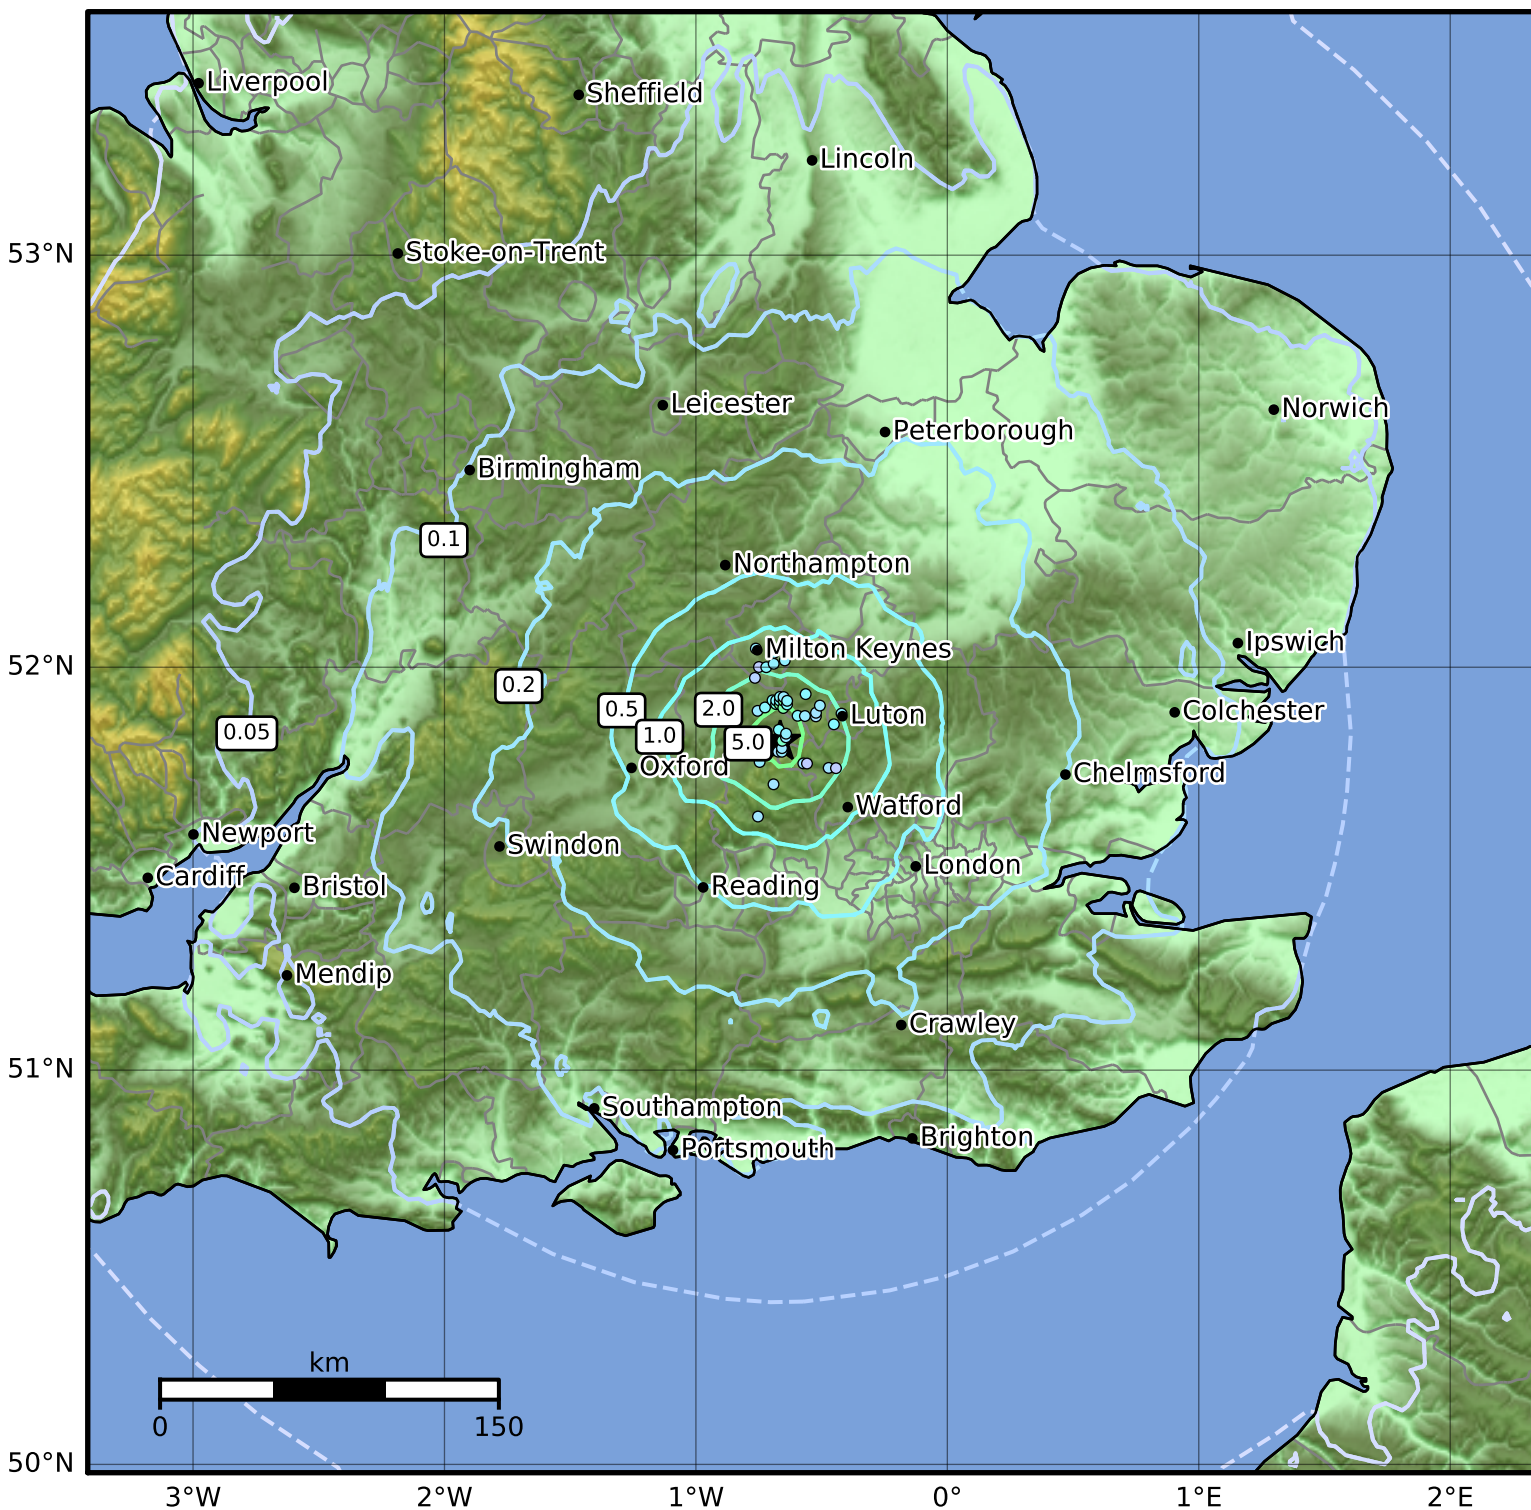 Liverpool
Sheffield
Lincoln
53°N
Stoke-on-Trent
Leicester
Norwich
Peterborough
Birmingham
0.1
Northampton
Ipswich
Milton Keynes
52°N
0.2
0.5
2.0
Luton
Colchester
0.05
1.0
5.0
Oxford
Chelmsford
Watford
Newport
Swindon
London
Cardiff
Bristol
Reading
Mendip
Crawley
51°N
Southampton
Brighton
Portsmouth
km
0 150
50°N
3°W 2°W 1°W 0° 1°E 2°E